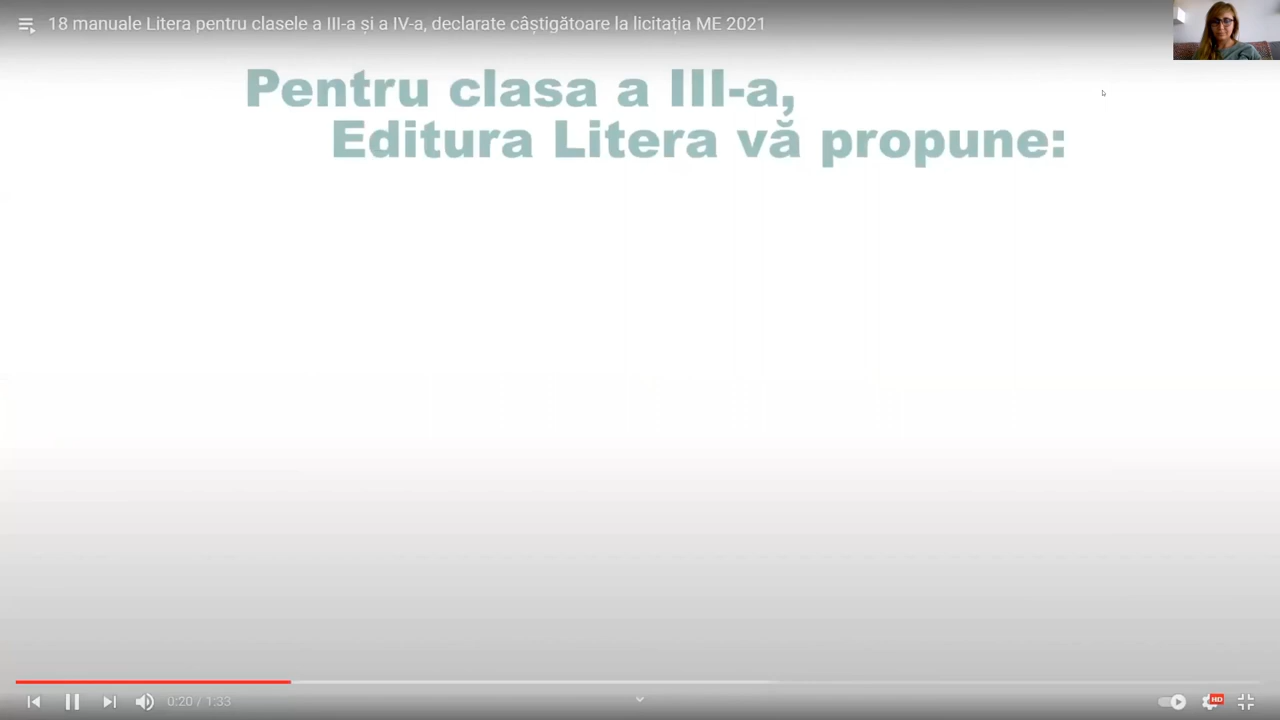 18 manuale Litera pentru clasele a III-a și a IV-a, declarate câștigătoare la licitația ME 2021
Pentru clasa a III-a,
Editura Litera vă propune:
0:20 / 1:33
HD